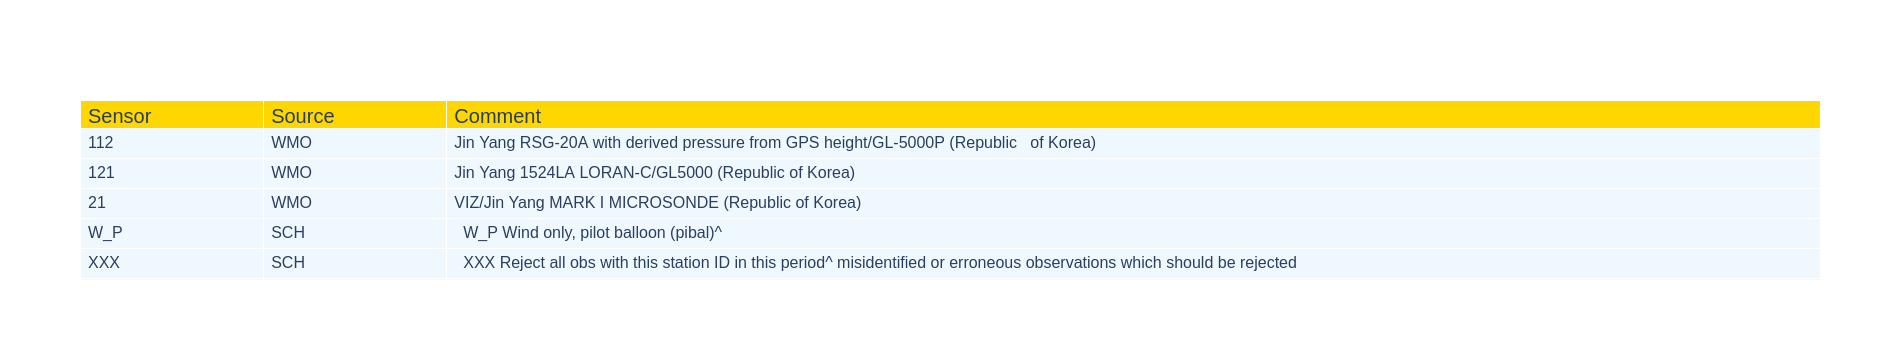 Sensor Source Comment
112 WMO Jin Yang RSG-20A with derived pressure from GPS height/GL-5000P (Republic   of Korea)
121 WMO Jin Yang 1524LA LORAN-C/GL5000 (Republic of Korea)
21 WMO VIZ/Jin Yang MARK I MICROSONDE (Republic of Korea)
W_P SCH W_P Wind only, pilot balloon (pibal)^
XXX SCH XXX Reject all obs with this station ID in this period^ misidentified or erroneous observations which should be rejected